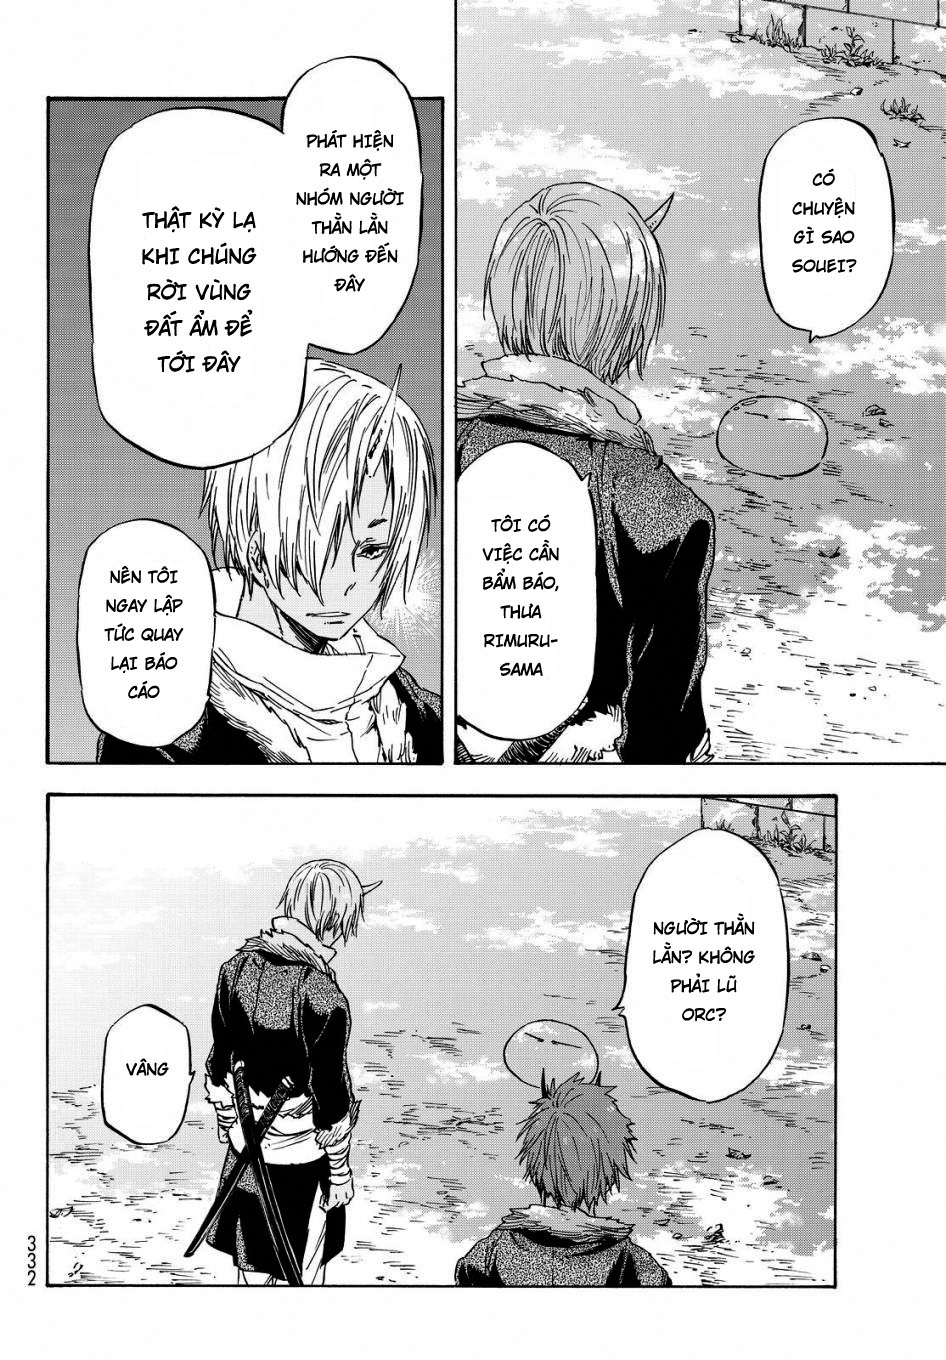 CÓ
CHUYỆN
GÌ SAO
SOUEI?
TÔI CÓ
VIỆC CẦN
BẨM BÁO,
THƯA
RIMURU-
SAMA
PHÁT HIỆN
RA MỘT
NHÓM NGƯỜI
THẰN LẰN
HƯỚNG ĐẾN
ĐÂY
THẬT KỲ LẠ
KHI CHÚNG
RỜI VÙNG
ĐẤT ẨM ĐỂ
TỚI ĐÂY
NÊN TÔI
NGAY LẬP
TỨC QUAY
LẠI BÁO
CÁO
NGƯỜI THẰN
LẰN? KHÔNG
PHẢI LŨ
ORC?
VÂNG
332